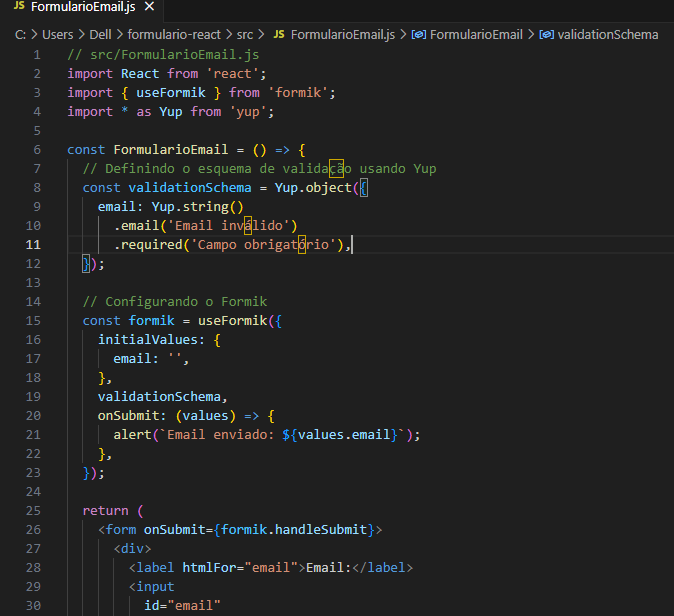 JS FormularioEmail.js ×
C: > Users > Dell > formulario-react > src > JS FormularioEmail.js > FormularioEmail > validationSchema
1 // src/FormularioEmail.js
2 import React from 'react';
3 import { useFormik } from 'formik';
4 import * as Yup from 'yup';
5
6 const FormularioEmail = () => {
7 // Definindo o esquema de validação usando Yup
8 const validationSchema = Yup.object({
9 email: Yup.string()
10 .email('Email inválido')
11 .required('Campo obrigatório'),
12 });
13
14 // Configurando o Formik
15 const formik = useFormik({
16 initialValues: {
17 email: '',
18 },
19 validationSchema,
20 onSubmit: (values) => {
21 alert(`Email enviado: ${values.email}`);
22 },
23 });
24
25 return (
26 <form onSubmit={formik.handleSubmit}>
27 <div>
28 <label htmlFor="email">Email:</label>
29 <input
30 id="email"